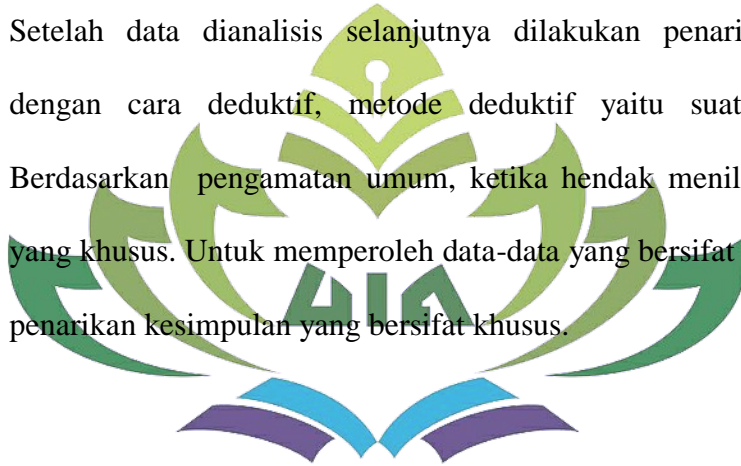 Setelah data dianalisis selanjutnya dilakukan penari
dengan cara deduktif, metode deduktif yaitu suat
Berdasarkan pengamatan umum, ketika hendak menil
yang khusus. Untuk memperoleh data-data yang bersifat
UIA
penarikan kesimpulan yang bersifat khusus.